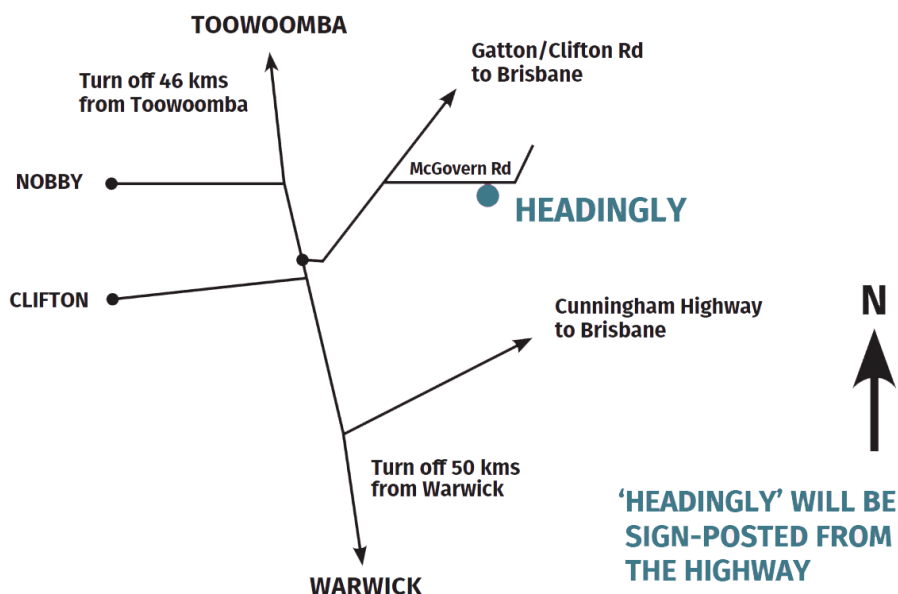 TOOWOOMBA
Gatton/Clifton Rd
to Brisbane
Turn off 46 kms
from Toowoomba
McGovern Rd
NOBBY
HEADINGLY
CLIFTON
Cunningham Highway
to Brisbane
N
Turn off 50 kms
from Warwick
‘HEADINGLY’ WILL BE
SIGN-POSTED FROM
THE HIGHWAY
WARWICK